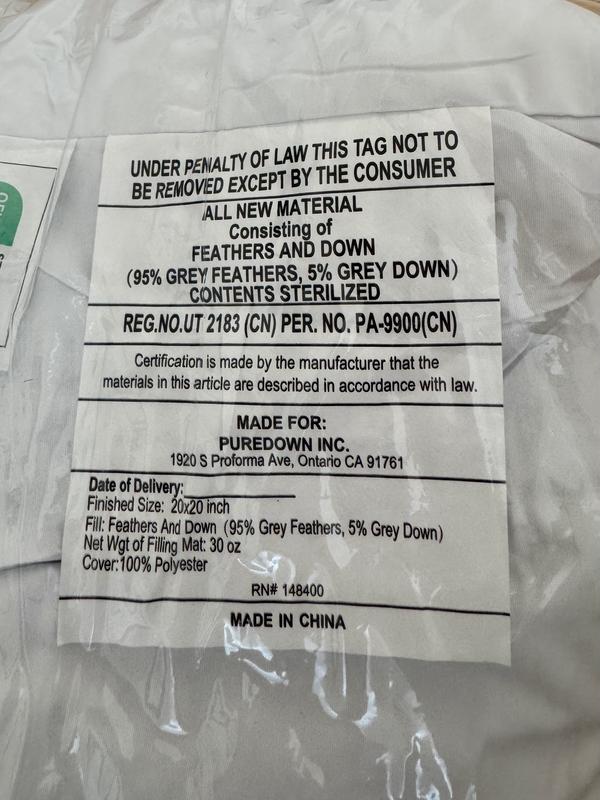 UNDER PENALTY OF LAW THIS TAG NOT TO
BE REMOVED EXCEPT BY THE CONSUMER
ALL NEW MATERIAL
Consisting of
FEATHERS AND DOWN
(95% GREY FEATHERS, 5% GREY DOWN)
CONTENTS STERILIZED
REG.NO.UT 2183 (CN) PER. NO. PA-9900(CN)
Certification is made by the manufacturer that the
materials in this article are described in accordance with law.
MADE FOR:
PUREDOWN INC.
1920 S Proforma Ave, Ontario CA 91761
Date of Delivery:
Finished Size: 20x20 inch
Fill: Feathers And Down (95% Grey Feathers, 5% Grey Down)
Net Wgt of Filling Mat: 30 oz
Cover:100% Polyester
RN# 148400
MADE IN CHINA